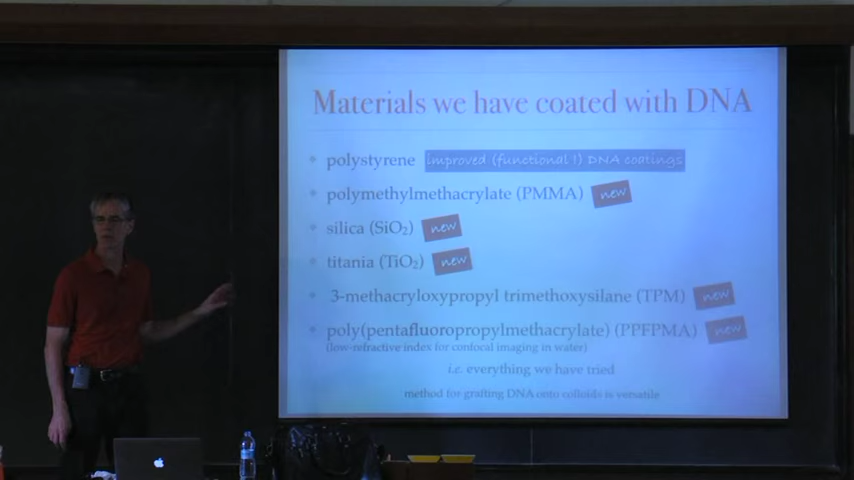 Materials we have coated with DNA
polystyrene improved (functional !) DNA coatings
polymethylmethacrylate (PMMA) new
silica (SiO₂) new
titania (TiO₂) new
3-methacryloxypropyl trimethoxysilane (TPM) new
poly(pentafluoropropylmethacrylate) (PPFPMA) new
(low-refractive index for confocal imaging in water)
i.e. everything we have tried
method for grafting DNA onto colloids is versatile